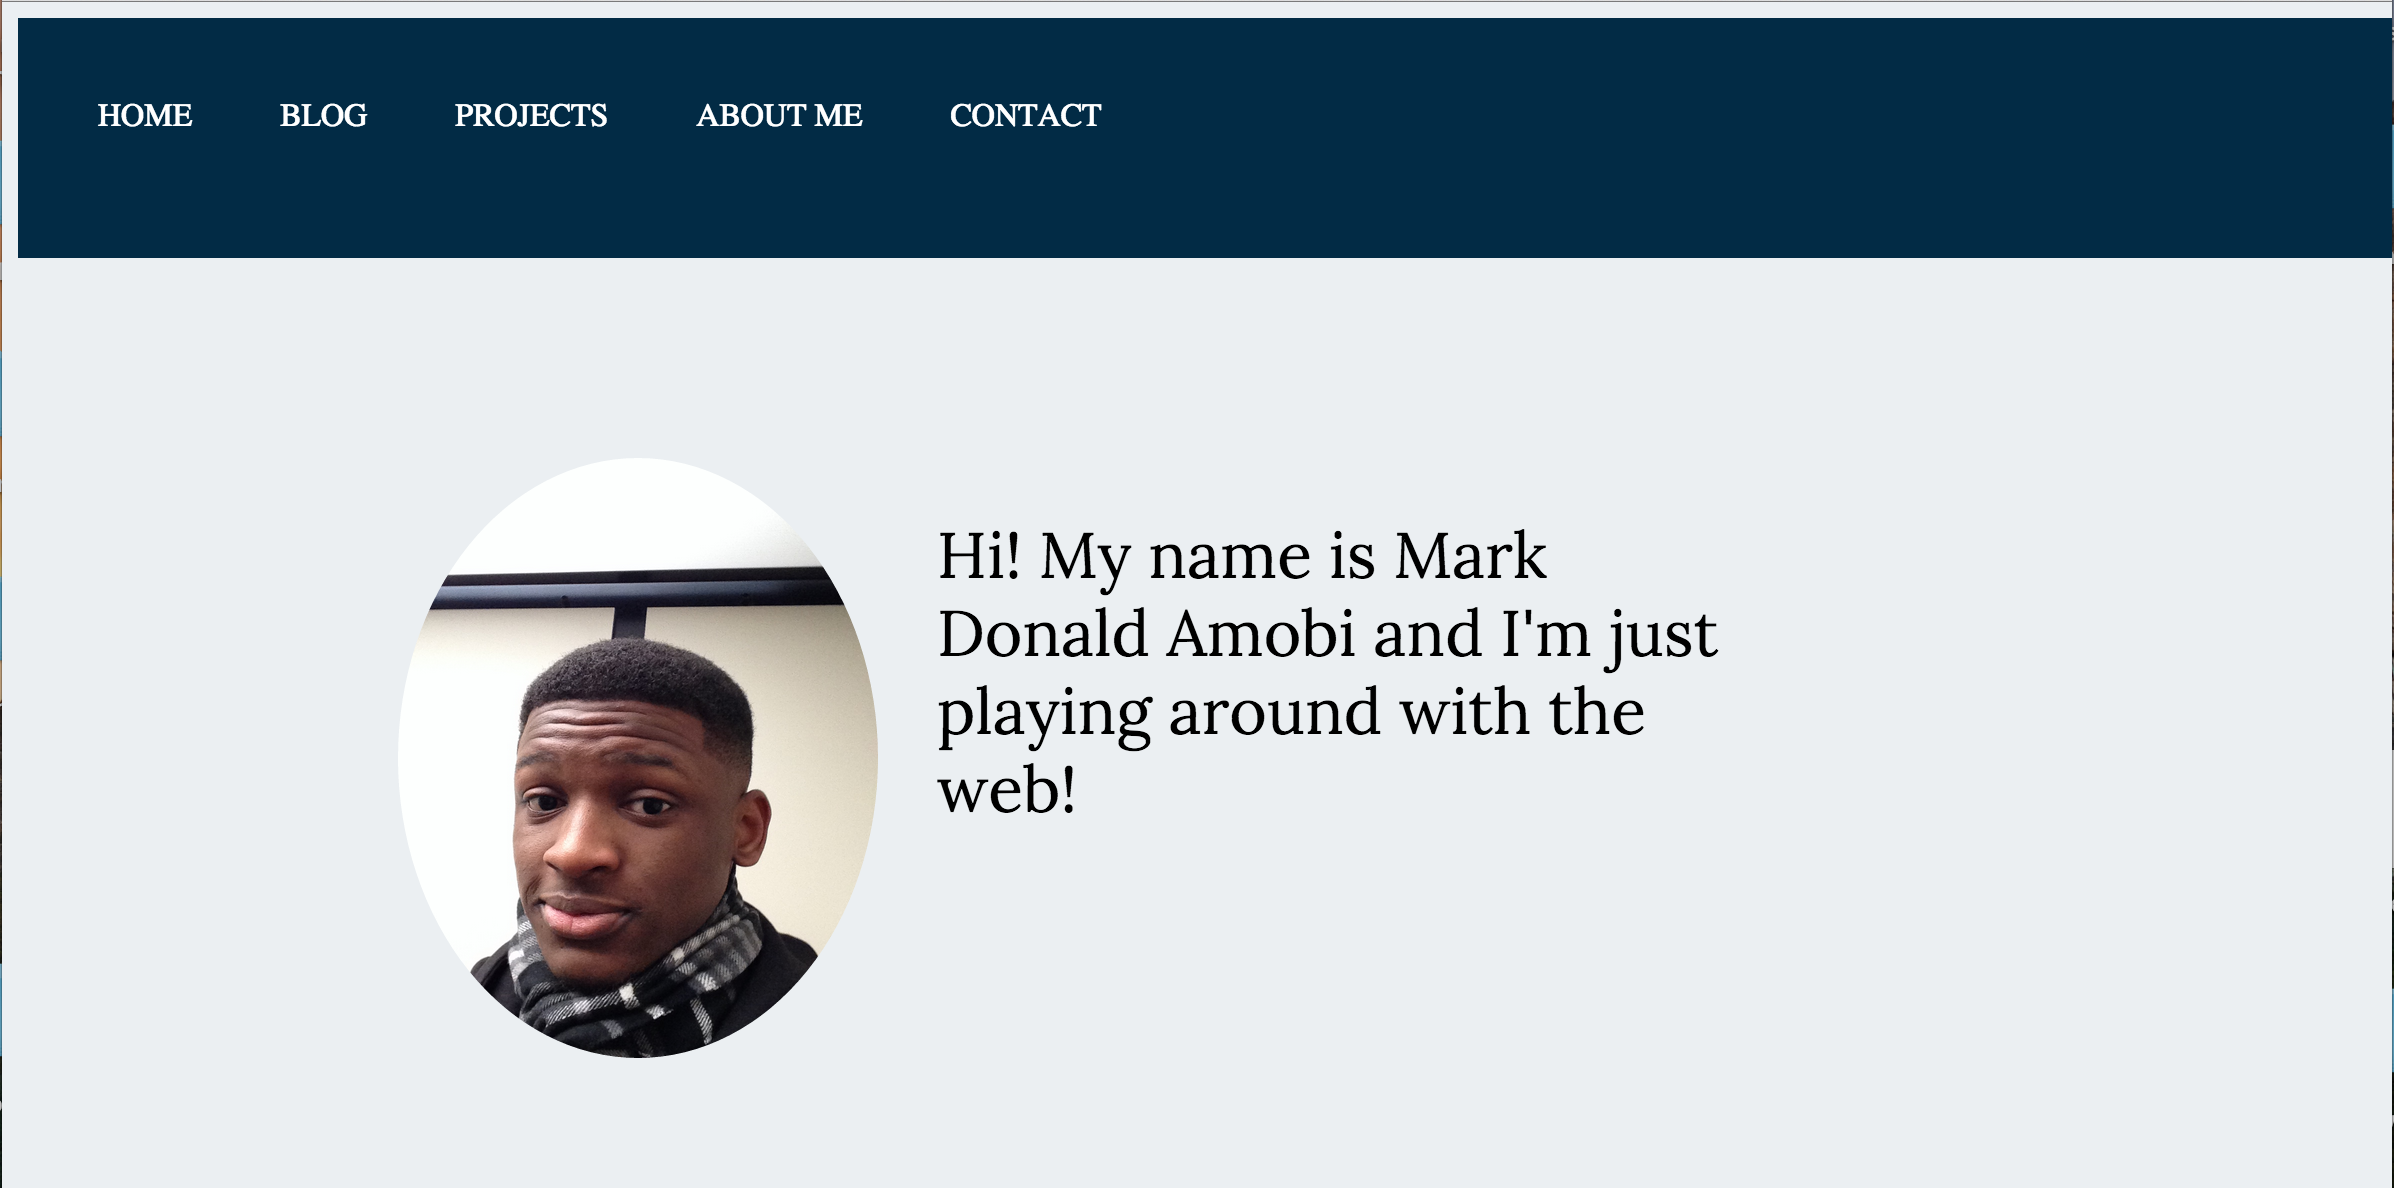 HOME BLOG PROJECTS ABOUT ME CONTACT
Hi! My name is Mark
Donald Amobi and I'm just
playing around with the
web!